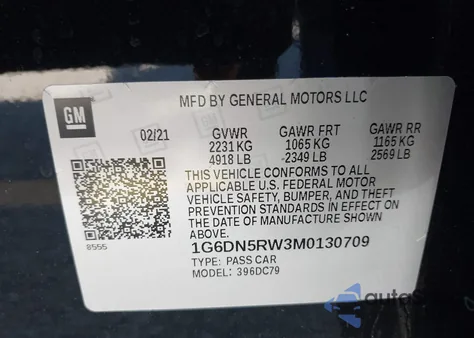 MFD BY GENERAL MOTORS LLC
GM
02/21 GVWR GAWR FRT GAWR RR
2231 KG 1065 KG 1165 KG
4918 LB 2349 LB 2569 LB
THIS VEHICLE CONFORMS TO ALL
APPLICABLE U.S. FEDERAL MOTOR
VEHICLE SAFETY, BUMPER, AND THEFT
PREVENTION STANDARDS IN EFFECT ON
THE DATE OF MANUFACTURE SHOWN
ABOVE.
8555
1G6DN5RW3M0130709
TYPE: PASS CAR
MODEL: 396DC79